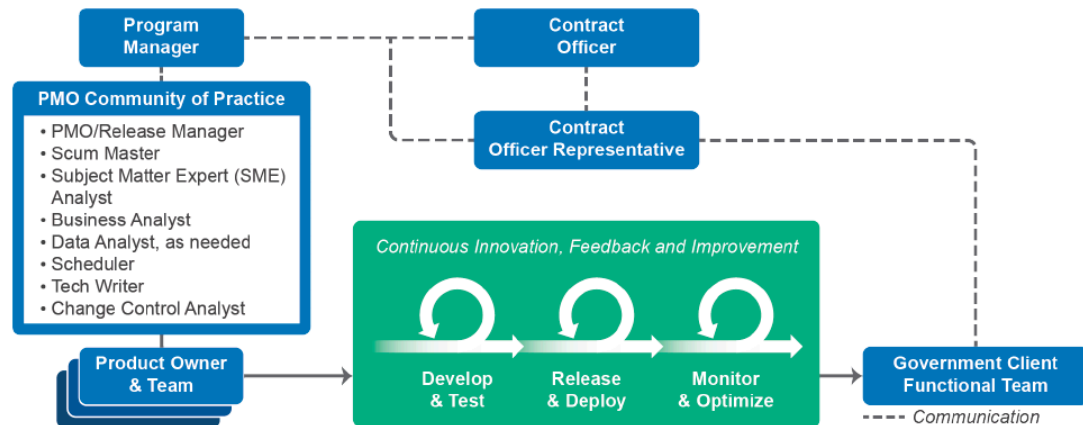 Program
Manager
Contract
Officer
PMO Community of Practice
• PMO/Release Manager
• Scum Master
• Subject Matter Expert (SME)
Analyst
• Business Analyst
• Data Analyst, as needed
• Scheduler
• Tech Writer
• Change Control Analyst
Contract
Officer Representative
Continuous Innovation, Feedback and Improvement
Develop
& Test
Release
& Deploy
Monitor
& Optimize
Product Owner
& Team
Government Client
Functional Team
Communication